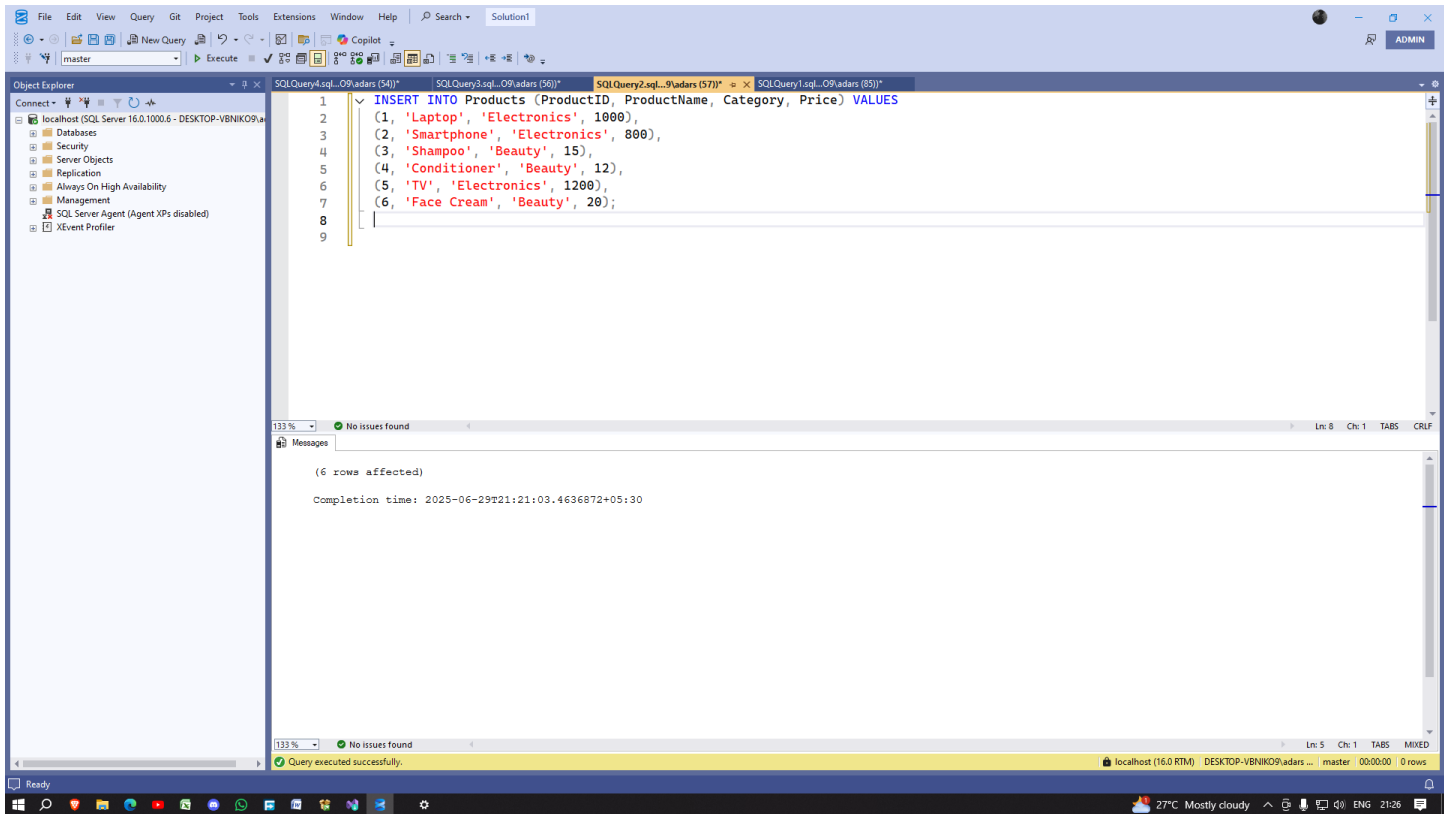 File Edit View Query Git Project Tools Extensions Window Help Search Solution1
New Query Copilot ADMIN
master Execute
Object Explorer
Connect
localhost (SQL Server 16.0.1000.6 - DESKTOP-VBNIKO9\a
Databases
Security
Server Objects
Replication
Always On High Availability
Management
SQL Server Agent (Agent XPs disabled)
XEvent Profiler
SQLQuery4.sql...O9\adars (54))* SQLQuery3.sql...O9\adars (56))* SQLQuery2.sql...9\adars (57))* SQLQuery1.sql...O9\adars (85))*
1 INSERT INTO Products (ProductID, ProductName, Category, Price) VALUES
2 (1, 'Laptop', 'Electronics', 1000),
3 (2, 'Smartphone', 'Electronics', 800),
4 (3, 'Shampoo', 'Beauty', 15),
5 (4, 'Conditioner', 'Beauty', 12),
6 (5, 'TV', 'Electronics', 1200),
7 (6, 'Face Cream', 'Beauty', 20);
8
9
133 % No issues found Ln: 8 Ch: 1 TABS CRLF
Messages
(6 rows affected)
Completion time: 2025-06-29T21:21:03.4636872+05:30
133 % No issues found Ln: 5 Ch: 1 TABS MIXED
Query executed successfully. localhost (16.0 RTM) DESKTOP-VBNIKO9\adars ... master 00:00:00 0 rows
Ready
27°C Mostly cloudy ENG 21:26